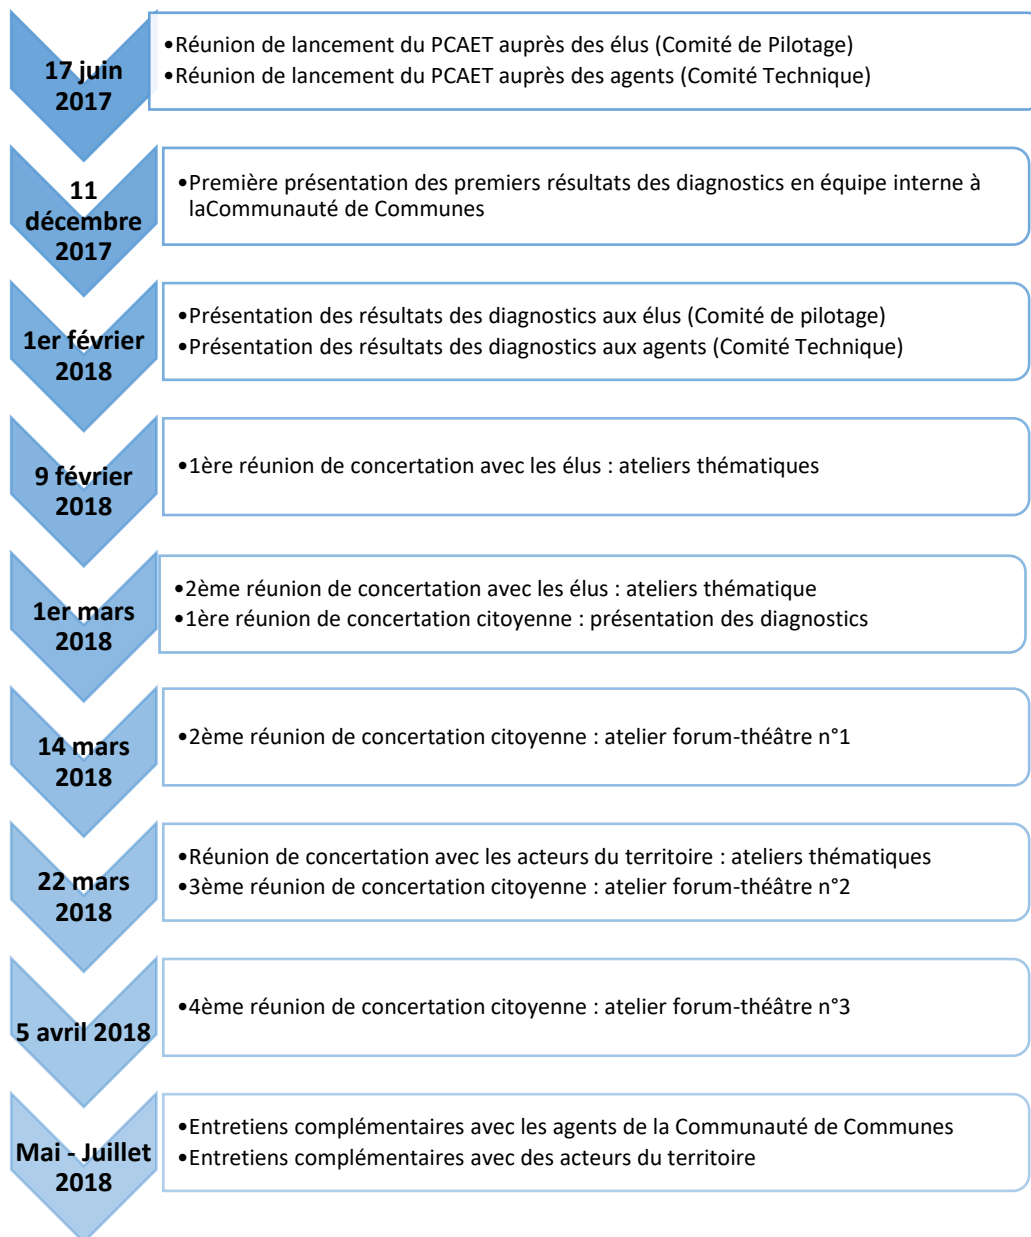 17 juin
2017
•Réunion de lancement du PCAET auprès des élus (Comité de Pilotage)
•Réunion de lancement du PCAET auprès des agents (Comité Technique)
11
décembre
2017
•Première présentation des premiers résultats des diagnostics en équipe interne à
laCommunauté de Communes
1er février
2018
•Présentation des résultats des diagnostics aux élus (Comité de pilotage)
•Présentation des résultats des diagnostics aux agents (Comité Technique)
9 février
2018
•1ère réunion de concertation avec les élus : ateliers thématiques
1er mars
2018
•2ème réunion de concertation avec les élus : ateliers thématique
•1ère réunion de concertation citoyenne : présentation des diagnostics
14 mars
2018
•2ème réunion de concertation citoyenne : atelier forum-théâtre n°1
22 mars
2018
•Réunion de concertation avec les acteurs du territoire : ateliers thématiques
•3ème réunion de concertation citoyenne : atelier forum-théâtre n°2
5 avril 2018
•4ème réunion de concertation citoyenne : atelier forum-théâtre n°3
Mai - Juillet
2018
•Entretiens complémentaires avec les agents de la Communauté de Communes
•Entretiens complémentaires avec des acteurs du territoire